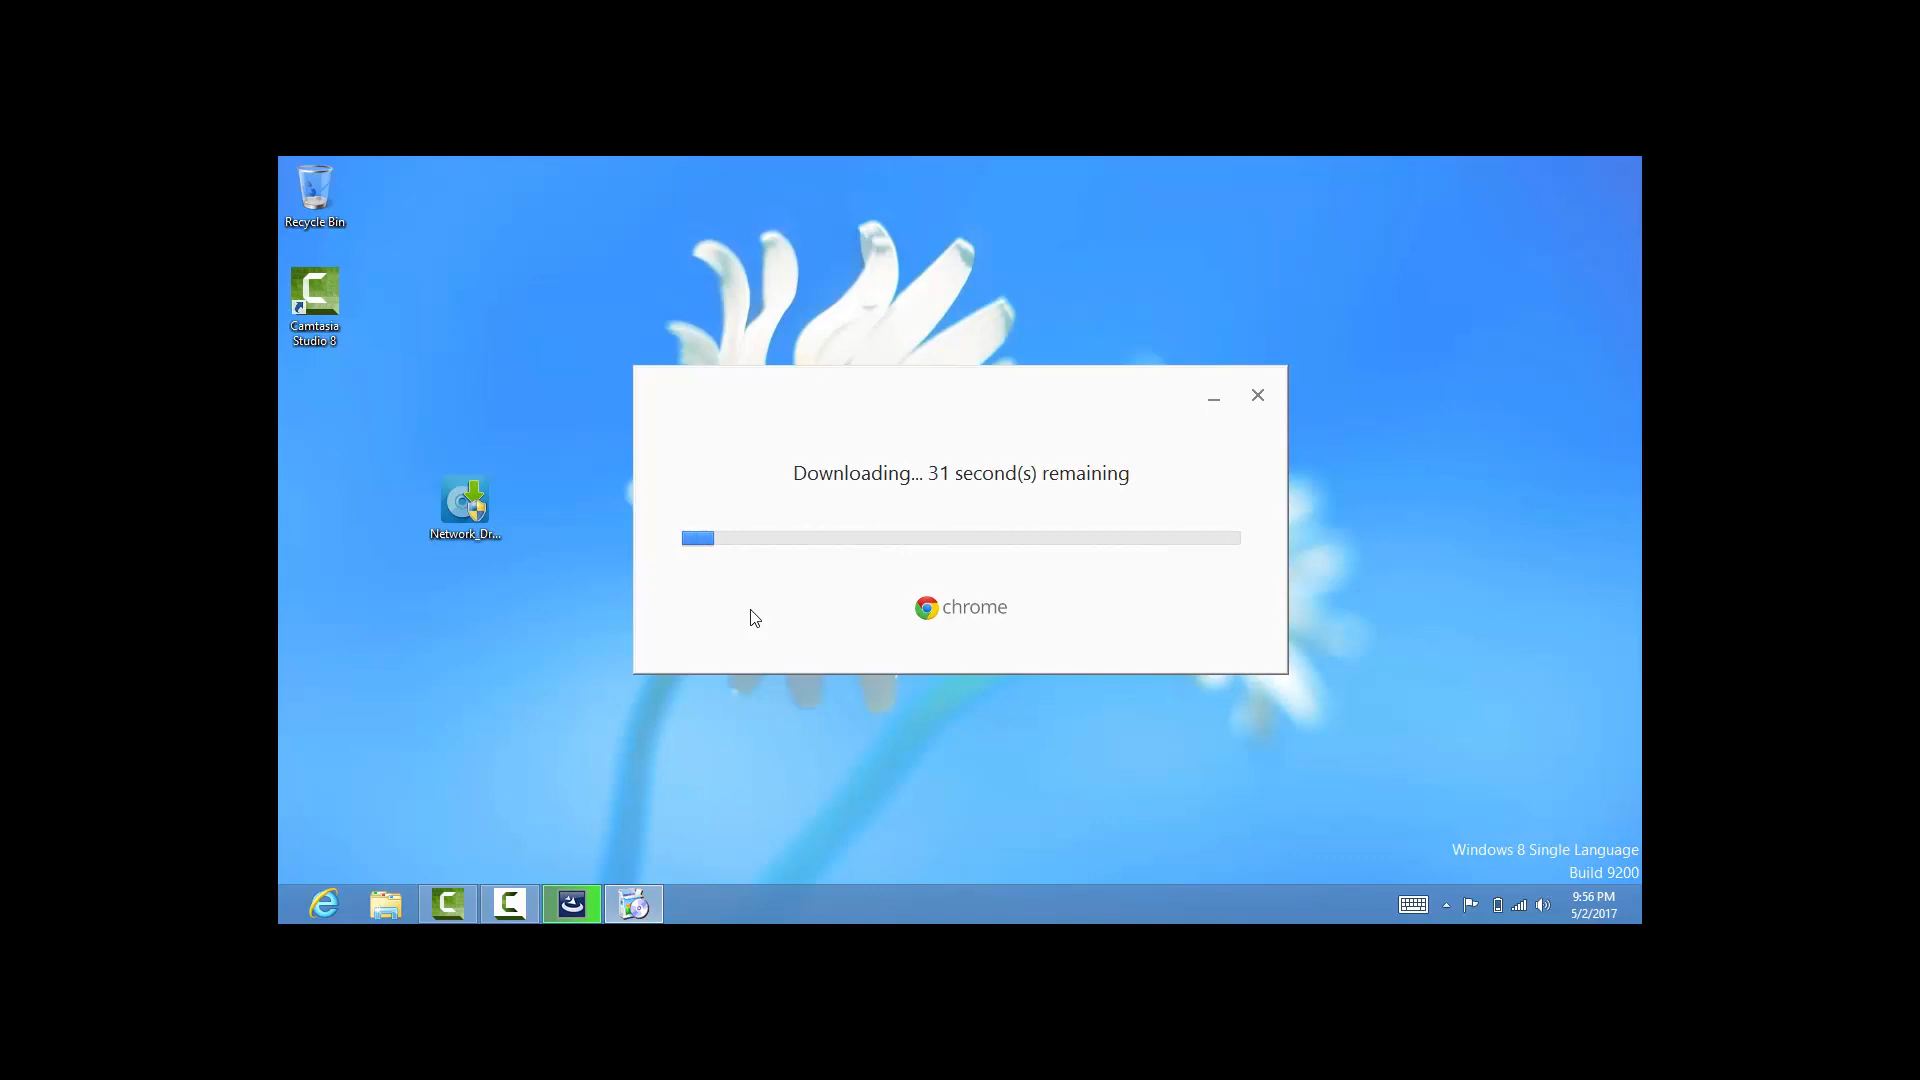 Recycle Bin
Camtasia
Studio 8
Network_Dr...
Downloading... 31 second(s) remaining
chrome
Windows 8 Single Language
Build 9200
9:56 PM
5/2/2017